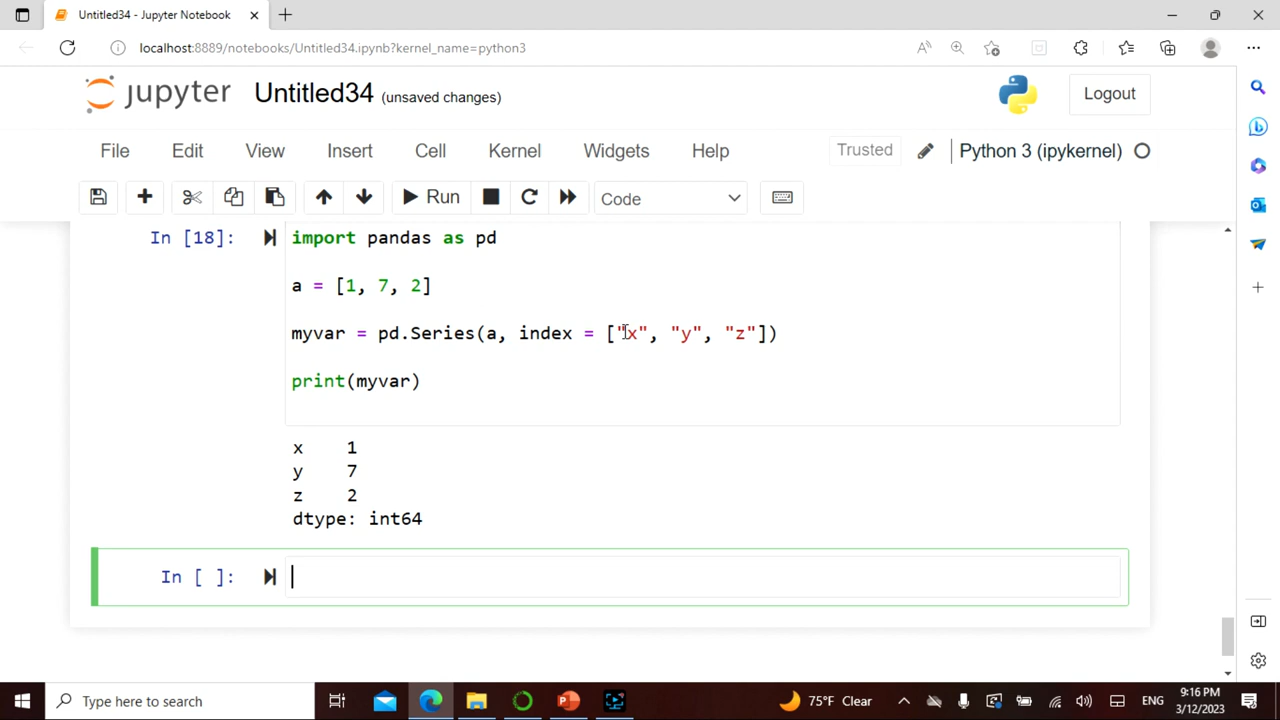 Untitled34 - Jupyter Notebook
localhost:8889/notebooks/Untitled34.ipynb?kernel_name=python3
jupyter Untitled34 (unsaved changes)
Logout
File Edit View Insert Cell Kernel Widgets Help Trusted Python 3 (ipykernel)
Run Code
In [18]: import pandas as pd
a = [1, 7, 2]
myvar = pd.Series(a, index = ["x", "y", "z"])
print(myvar)
x    1
y    7
z    2
dtype: int64
In [ ]:
Type here to search
75°F Clear
ENG
9:16 PM
3/12/2023